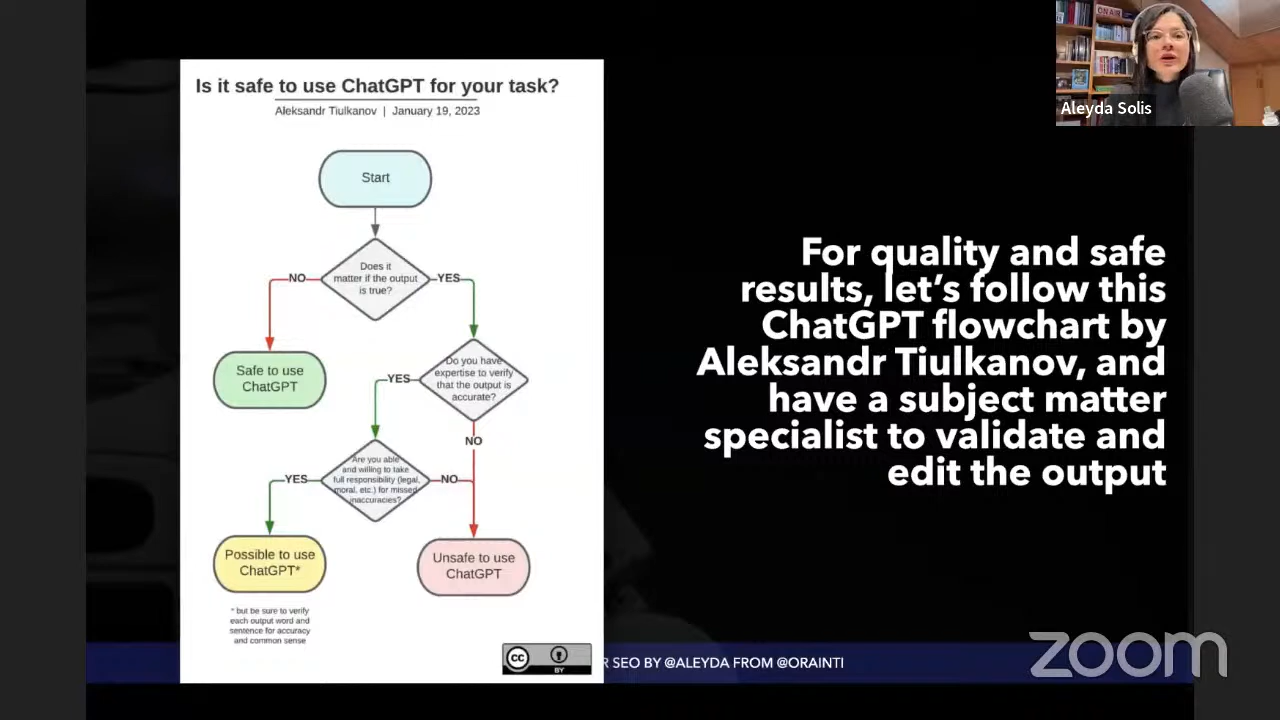 Is it safe to use ChatGPT for your task?
Aleksandr Tiulkanov | January 19, 2023
Start
Does it
matter if the output
is true?
NO
YES
Safe to use
ChatGPT
Do you have
expertise to verify
that the output is
accurate?
YES
NO
Are you able
and willing to take
full responsibility (legal,
moral, etc.) for missed
inaccuracies?
YES
NO
Possible to use
ChatGPT*
Unsafe to use
ChatGPT
* but be sure to verify
each output word and
sentence for accuracy
and common sense
cc
BY
For quality and safe
results, let's follow this
ChatGPT flowchart by
Aleksandr Tiulkanov, and
have a subject matter
specialist to validate and
edit the output
R SEO BY @ALEYDA FROM @ORAINTI
ON AIR
Aleyda Solis
zoom